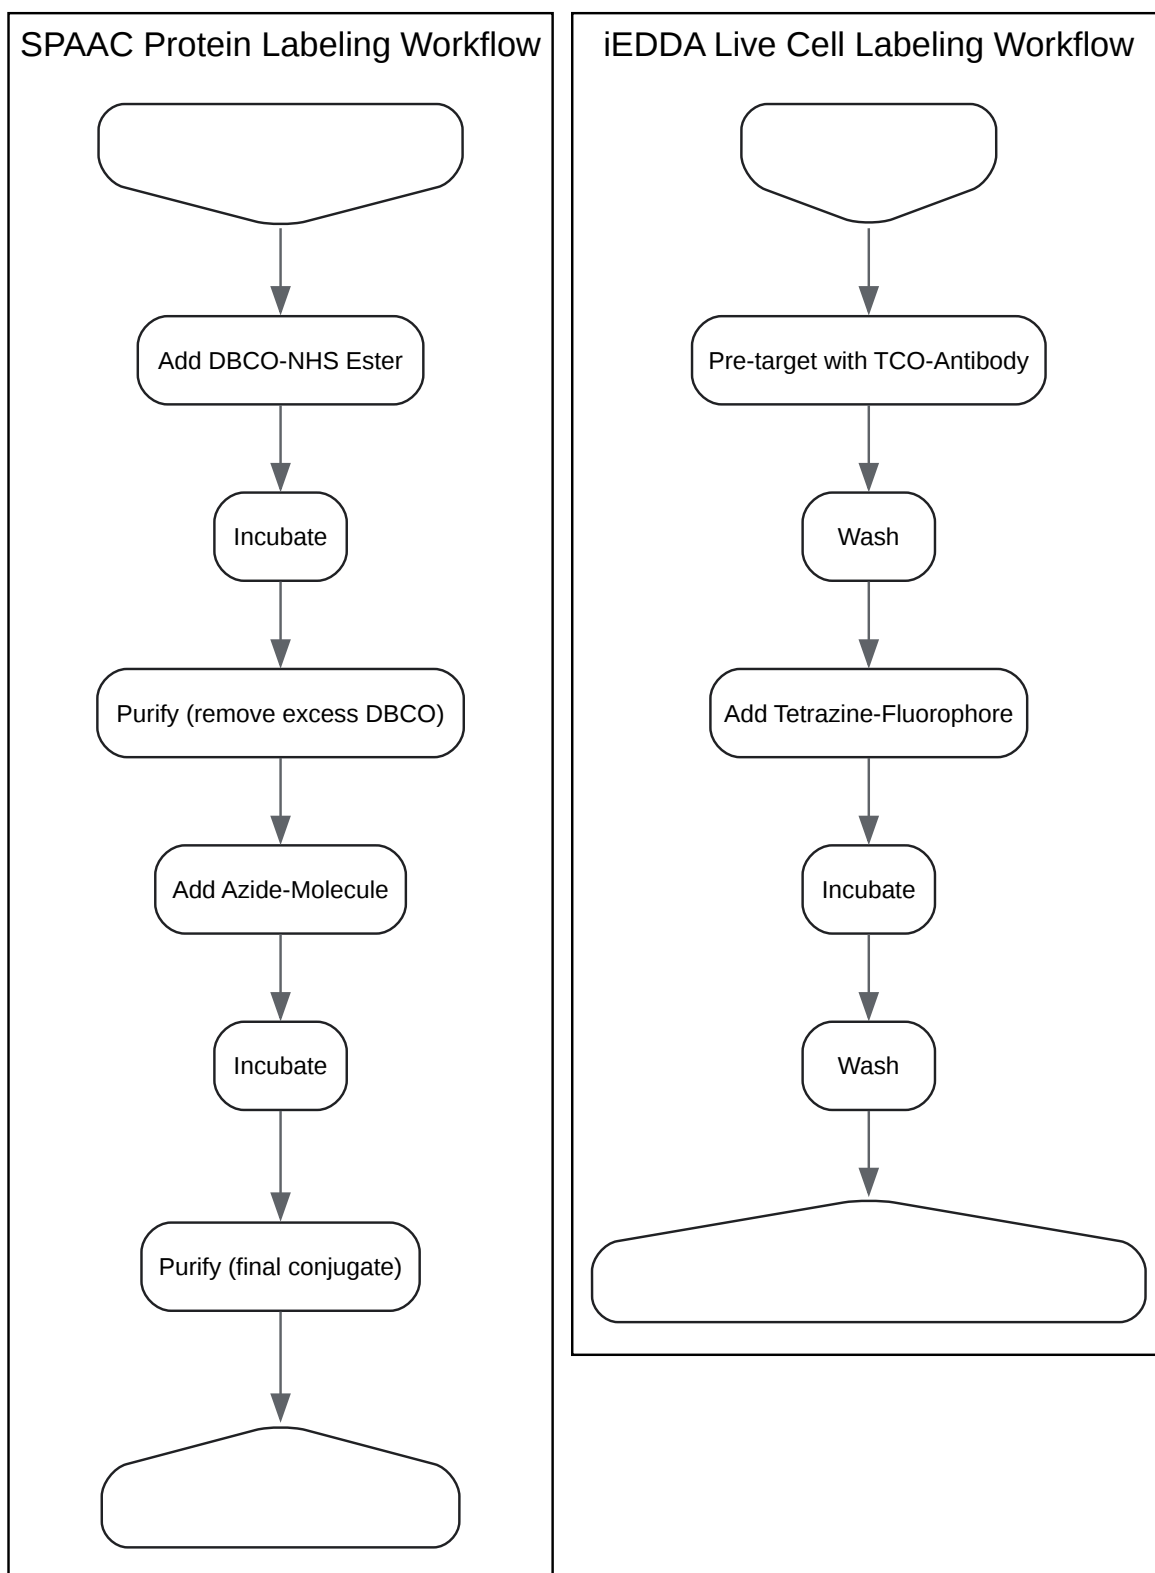 SPAAC Protein Labeling Workflow
Add DBCO-NHS Ester
Incubate
Purify (remove excess DBCO)
Add Azide-Molecule
Incubate
Purify (final conjugate)
iEDDA Live Cell Labeling Workflow
Pre-target with TCO-Antibody
Wash
Add Tetrazine-Fluorophore
Incubate
Wash